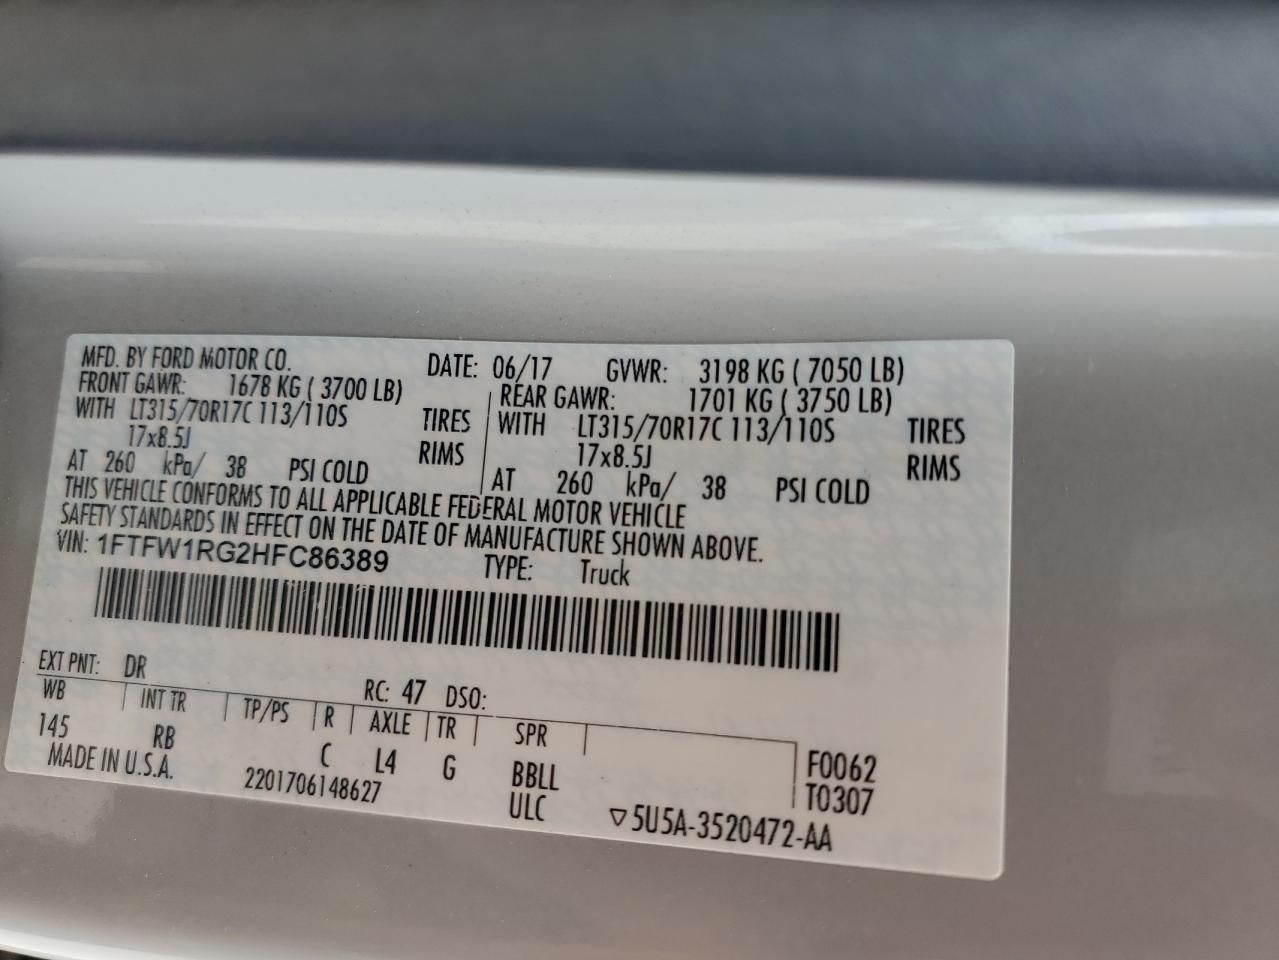 MFD. BY FORD MOTOR CO. DATE: 06/17 GVWR: 3198 KG ( 7050 LB)
FRONT GAWR: 1678 KG ( 3700 LB) REAR GAWR: 1701 KG ( 3750 LB)
WITH LT315/70R17C 113/110S TIRES WITH LT315/70R17C 113/110S TIRES
17x8.5J RIMS 17x8.5J RIMS
AT 260 kPa/ 38 PSI COLD AT 260 kPa/ 38 PSI COLD
THIS VEHICLE CONFORMS TO ALL APPLICABLE FEDERAL MOTOR VEHICLE
SAFETY STANDARDS IN EFFECT ON THE DATE OF MANUFACTURE SHOWN ABOVE.
VIN: 1FTFW1RG2HFC86389 TYPE: Truck
EXT PNT: DR RC: 47 DSO:
WB INT TR TP/PS R AXLE TR SPR
145 RB C L4 G BBLL F0062
MADE IN U.S.A. 2201706148627 ULC T0307
▽5U5A-3520472-AA